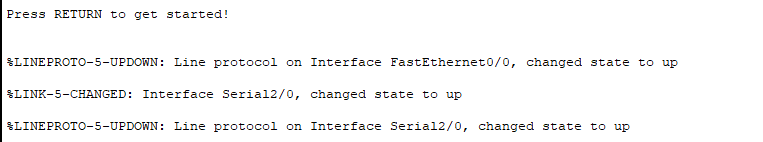 Press RETURN to get started!
%LINEPROTO-5-UPDOWN: Line protocol on Interface FastEthernet0/0, changed state to up
%LINK-5-CHANGED: Interface Serial2/0, changed state to up
%LINEPROTO-5-UPDOWN: Line protocol on Interface Serial2/0, changed state to up